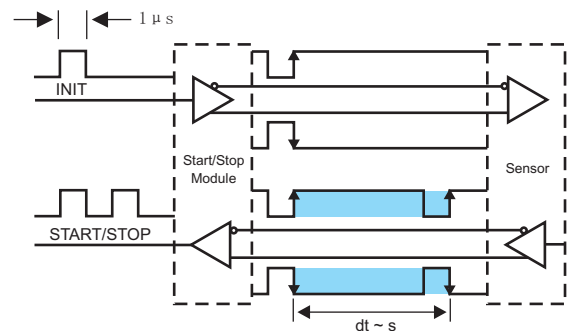 1 μ s
INIT
Start/Stop
Module
Sensor
START/STOP
dt ~ s